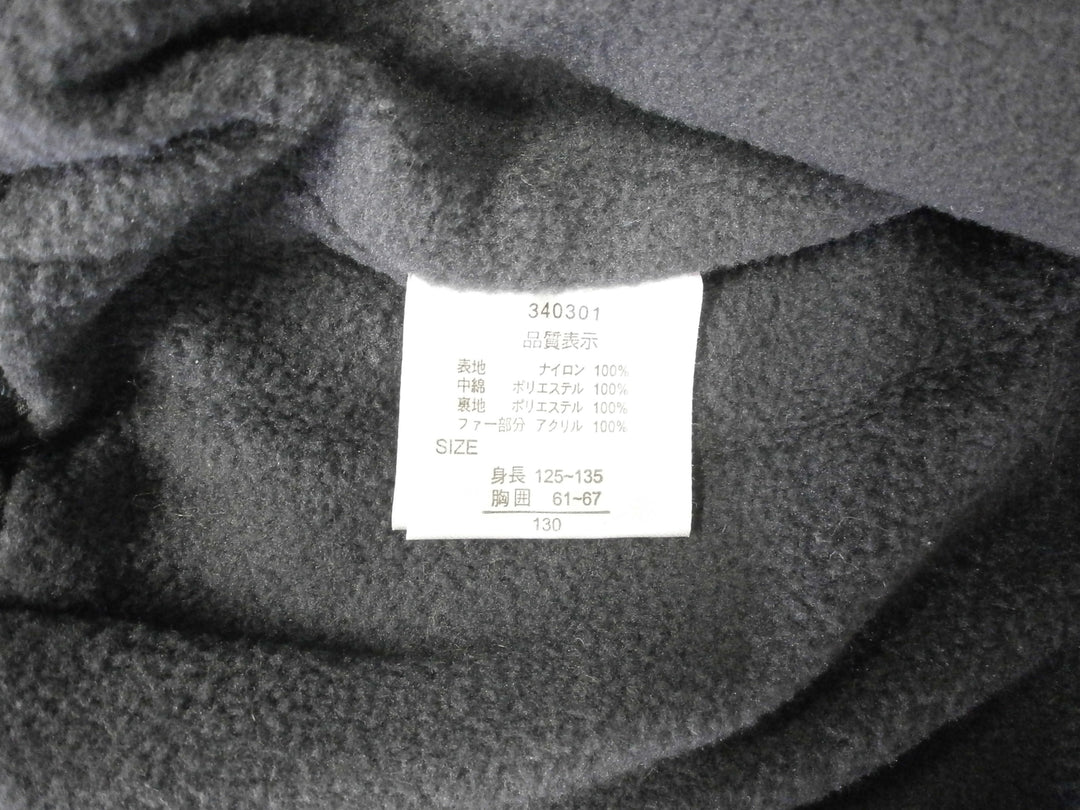 340301
品質表示
表地 ナイロン 100%
中綿 ポリエステル 100%
裏地 ポリエステル 100%
ファー部分 アクリル 100%
SIZE
身長 125~135
胸囲 61~67
130